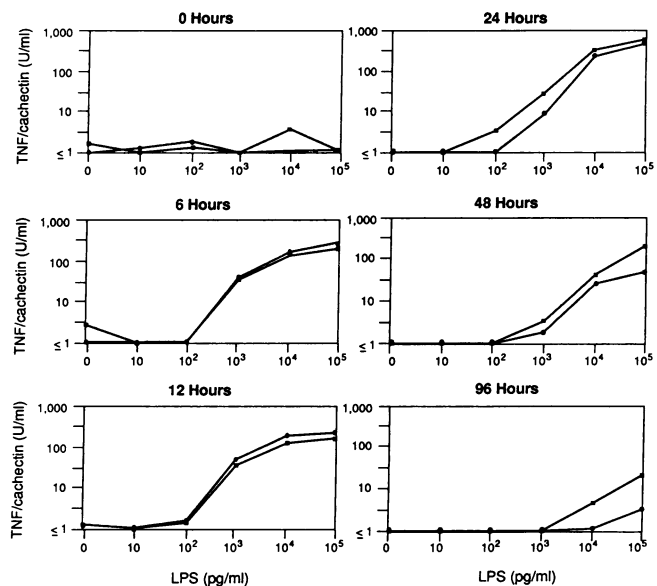 0 Hours
TNF/cachectin (U/ml)
1,000
100
10
≤ 1
0 10 10² 10³ 10⁴ 10⁵
24 Hours
1,000
100
10
≤ 1
0 10 10² 10³ 10⁴ 10⁵
6 Hours
TNF/cachectin (U/ml)
1,000
100
10
≤ 1
0 10 10² 10³ 10⁴ 10⁵
48 Hours
1,000
100
10
≤ 1
0 10 10² 10³ 10⁴ 10⁵
12 Hours
TNF/cachectin (U/ml)
1,000
100
10
≤ 1
0 10 10² 10³ 10⁴ 10⁵
LPS (pg/ml)
96 Hours
1,000
100
10
≤ 1
0 10 10² 10³ 10⁴ 10⁵
LPS (pg/ml)